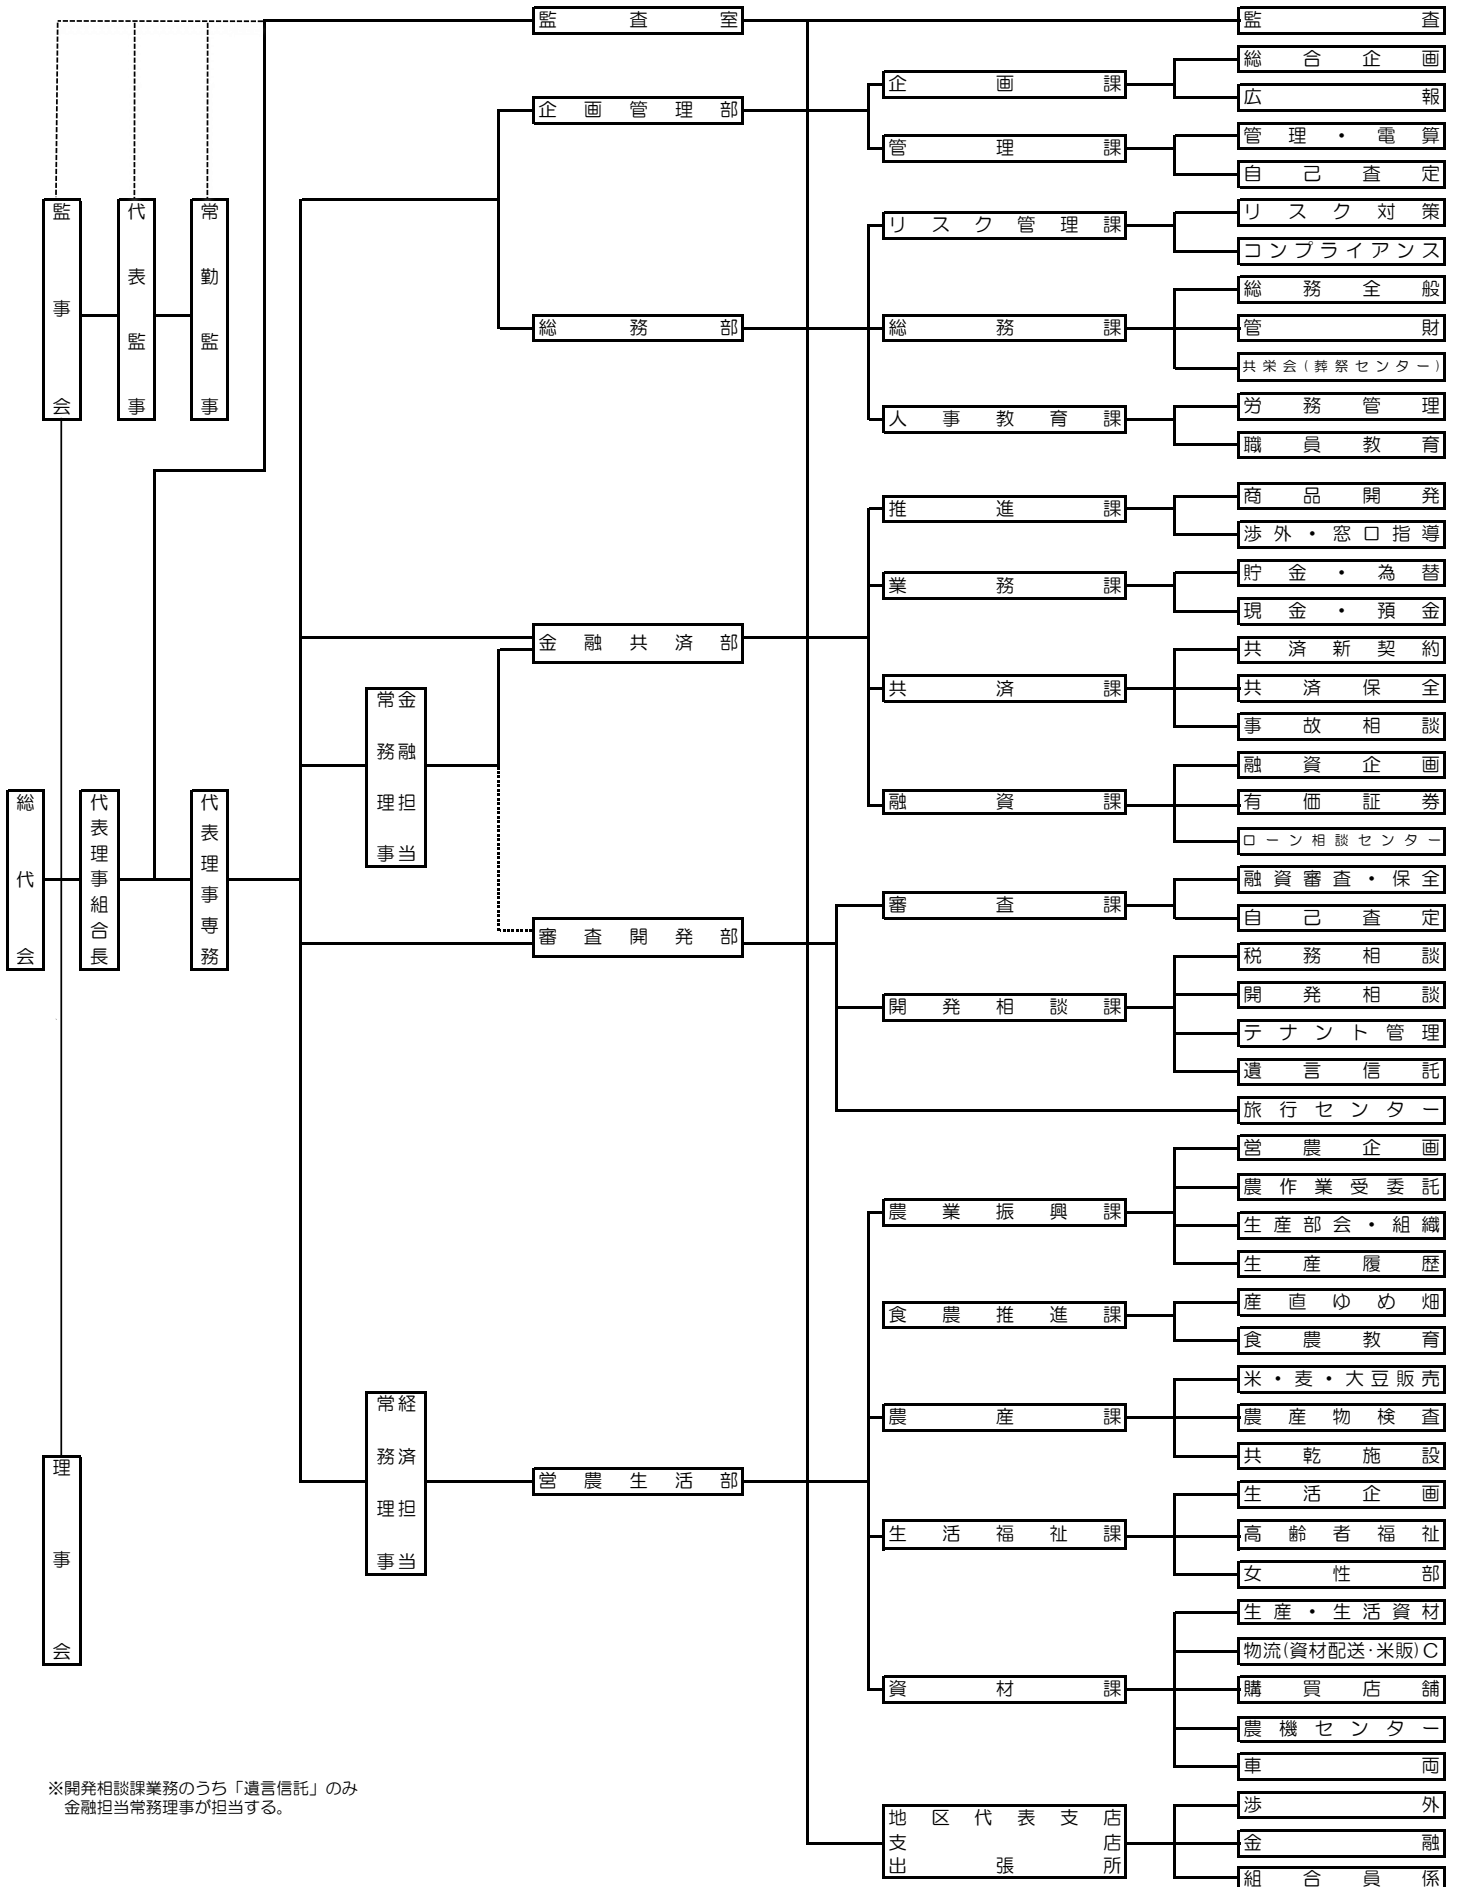 監査室
監査
企画管理部
企画課
総合企画
広報
管理課
管理・電算
自己査定
監事会
代表監事
常勤監事
総務部
リスク管理課
リスク対策
コンプライアンス
総務課
総務全般
管財
共栄会(葬祭センター)
人事教育課
労務管理
職員教育
金融共済部
推進課
商品開発
渉外・窓口指導
業務課
貯金・為替
現金・預金
共済課
共済新契約
共済保全
事故相談
融資課
融資企画
有価証券
ローン相談センター
金融担当
常務理事
総代会
代表理事組合長
代表理事専務
審査開発部
審査課
融資審査・保全
自己査定
開発相談課
税務相談
開発相談
テナント管理
遺言信託
旅行センター
理事会
経済担当
常務理事
営農生活部
農業振興課
営農企画
農作業受委託
生産部会・組織
生産履歴
食農推進課
産直ゆめ畑
食農教育
農産課
米・麦・大豆販売
農産物検査
共乾施設
生活福祉課
生活企画
高齢者福祉
女性部
資材課
生産・生活資材
物流(資材配送・米販)C
購買店舗
農機センター
車両
地区代表支店
支店
出張所
渉外
金融
組合員係
※開発相談課業務のうち「遺言信託」のみ
金融担当常務理事が担当する。